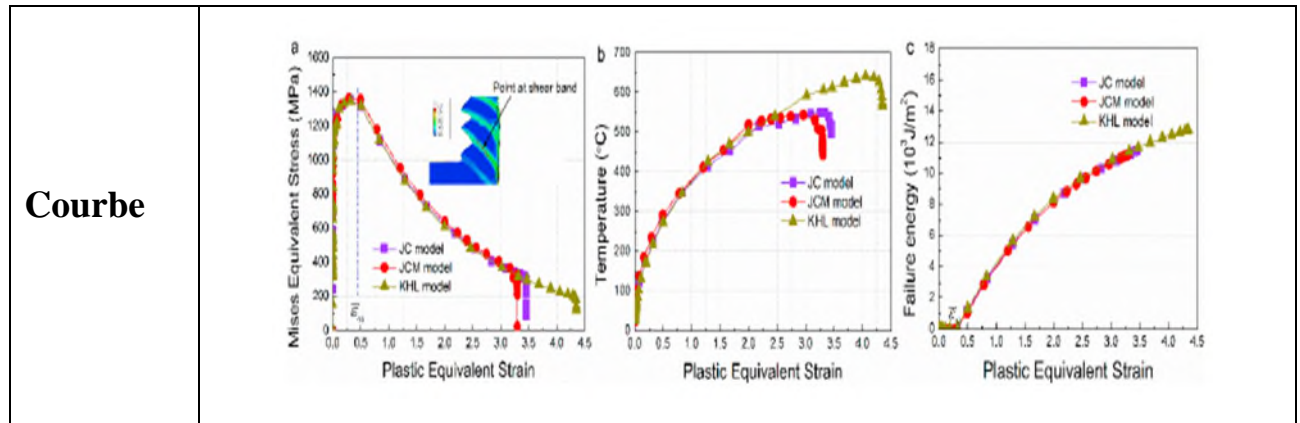 Courbe
a
Mises Equivalent Stress (MPa)
1600
1400
1200
1000
800
600
400
200
0
Point at shear band
JC model
JCM model
KHL model
0.0 0.5 1.0 1.5 2.0 2.5 3.0 3.5 4.0 4.5
Plastic Equivalent Strain
b
Temperature (°C)
700
600
500
400
300
200
100
0
JC model
JCM model
KHL model
0.0 0.5 1.0 1.5 2.0 2.5 3.0 3.5 4.0 4.5
Plastic Equivalent Strain
c
Failure energy (10³J/m²)
18
16
14
12
10
8
6
4
2
0
JC model
JCM model
KHL model
0.0 0.5 1.0 1.5 2.0 2.5 3.0 3.5 4.0 4.5
Plastic Equivalent Strain